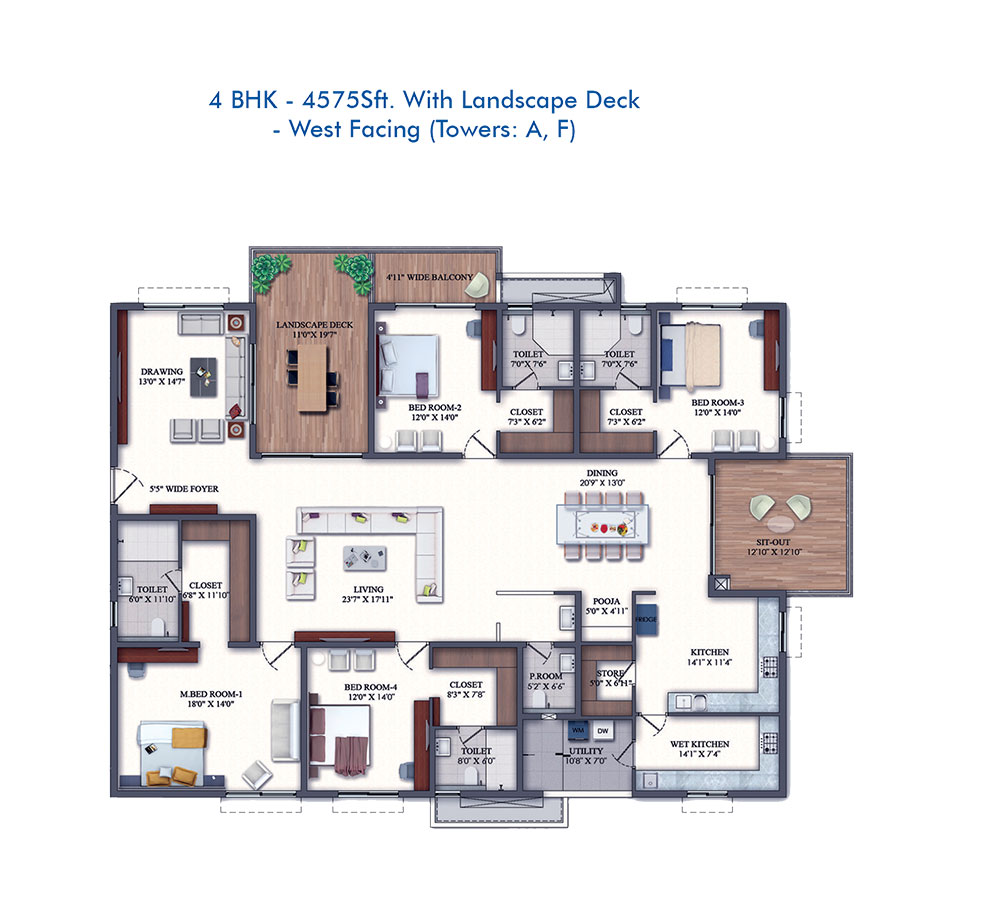 4 BHK - 4575Sft. With Landscape Deck
- West Facing (Towers: A, F)
4'11" WIDE BALCONY
LANDSCAPE DECK
11'0"X 19'7"
DRAWING
13'0" X 14'7"
BED ROOM-2
12'0" X 14'0"
TOILET
7'0"X 7'6"
TOILET
7'0"X 7'6"
CLOSET
7'3" X 6'2"
CLOSET
7'3" X 6'2"
BED ROOM-3
12'0" X 14'0"
5'5" WIDE FOYER
DINING
20'9" X 13'0"
SIT-OUT
12'10" X 12'10"
TOILET
6'0" X 11'10"
CLOSET
6'8" X 11'10"
LIVING
23'7" X 17'11"
POOJA
5'0" X 4'11"
FRIDGE
KITCHEN
14'1" X 11'4"
M.BED ROOM-1
18'0" X 14'0"
BED ROOM-4
12'0" X 14'0"
CLOSET
8'3" X 7'8"
P.ROOM
5'2" X 6'6"
STORE
5'0" X 6'11"
TOILET
8'0" X 6'0"
WM
DW
UTILITY
10'8" X 7'0"
WET KITCHEN
14'1" X 7'4"